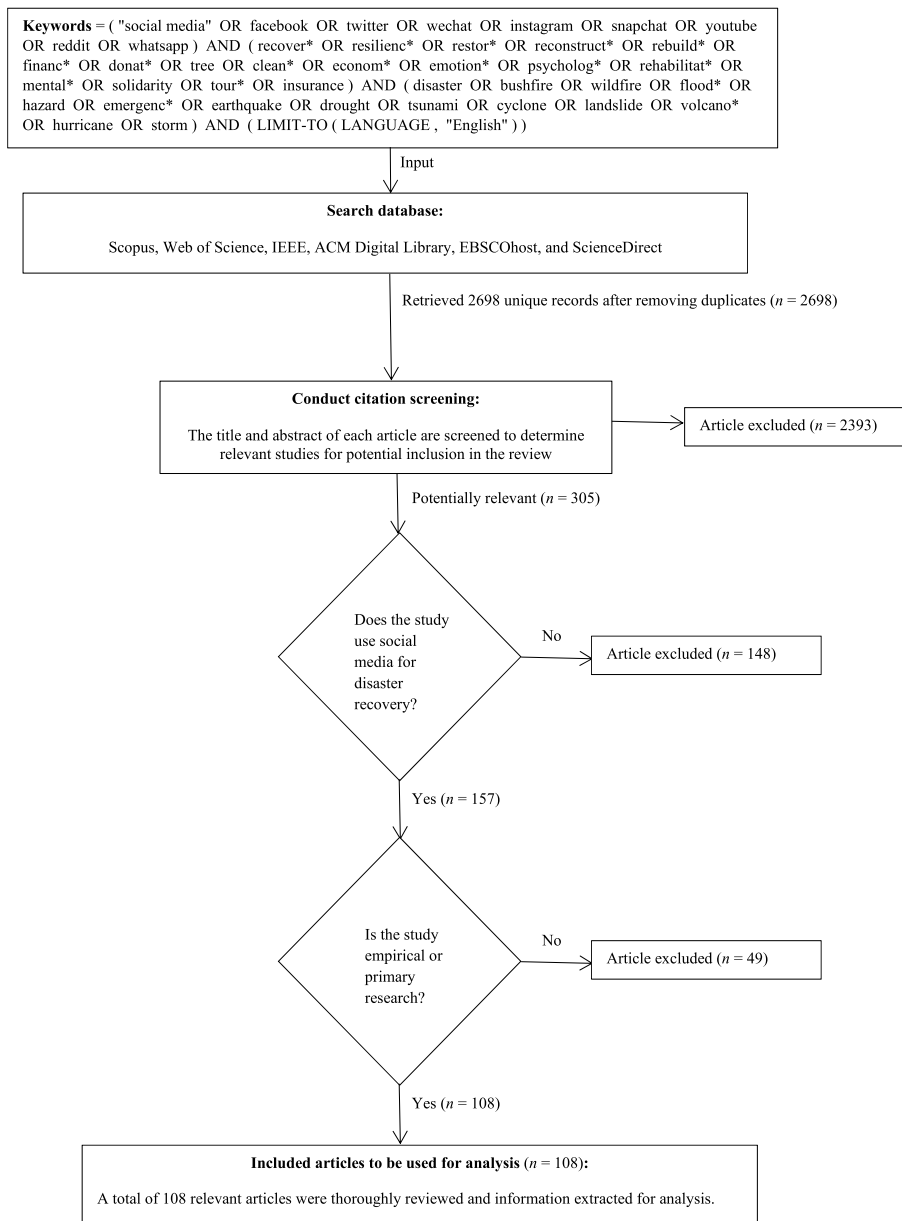 Keywords = ( "social media" OR facebook OR twitter OR wechat OR instagram OR snapchat OR youtube
OR reddit OR whatsapp ) AND ( recover* OR resilienc* OR restor* OR reconstruct* OR rebuild* OR
financ* OR donat* OR tree OR clean* OR econom* OR emotion* OR psycholog* OR rehabilitat* OR
mental* OR solidarity OR tour* OR insurance ) AND ( disaster OR bushfire OR wildfire OR flood* OR
hazard OR emergenc* OR earthquake OR drought OR tsunami OR cyclone OR landslide OR volcano*
OR hurricane OR storm ) AND ( LIMIT-TO ( LANGUAGE , "English" ) )
Input
Search database:
Scopus, Web of Science, IEEE, ACM Digital Library, EBSCOhost, and ScienceDirect
Retrieved 2698 unique records after removing duplicates (n = 2698)
Conduct citation screening:
The title and abstract of each article are screened to determine
relevant studies for potential inclusion in the review
Article excluded (n = 2393)
Potentially relevant (n = 305)
Does the study
use social
media for
disaster
recovery?
No
Article excluded (n = 148)
Yes (n = 157)
Is the study
empirical or
primary
research?
No
Article excluded (n = 49)
Yes (n = 108)
Included articles to be used for analysis (n = 108):
A total of 108 relevant articles were thoroughly reviewed and information extracted for analysis.